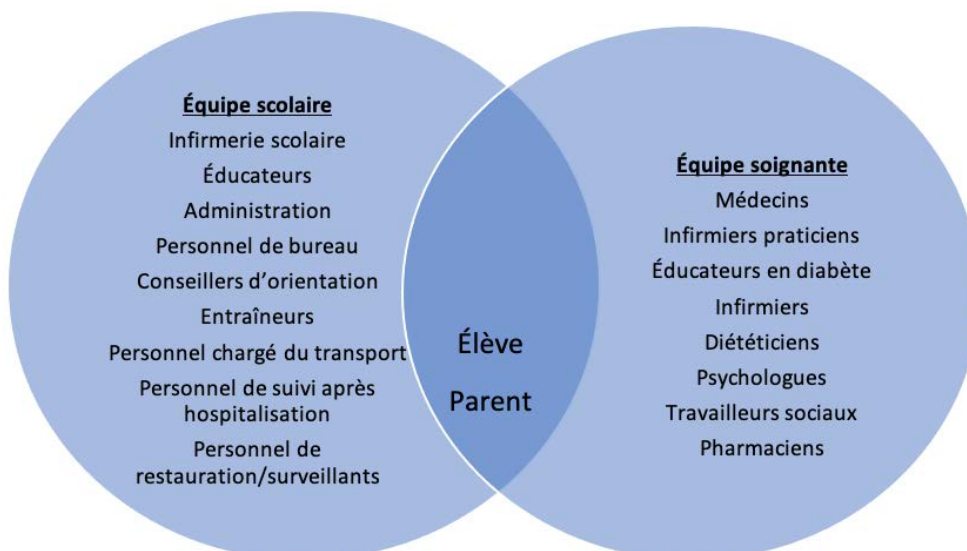 Équipe scolaire
Infirmerie scolaire
Éducateurs
Administration
Personnel de bureau
Conseillers d'orientation
Entraîneurs
Personnel chargé du transport
Personnel de suivi après
hospitalisation
Personnel de
restauration/surveillants
Élève
Parent
Équipe soignante
Médecins
Infirmiers praticiens
Éducateurs en diabète
Infirmiers
Diététiciens
Psychologues
Travailleurs sociaux
Pharmaciens